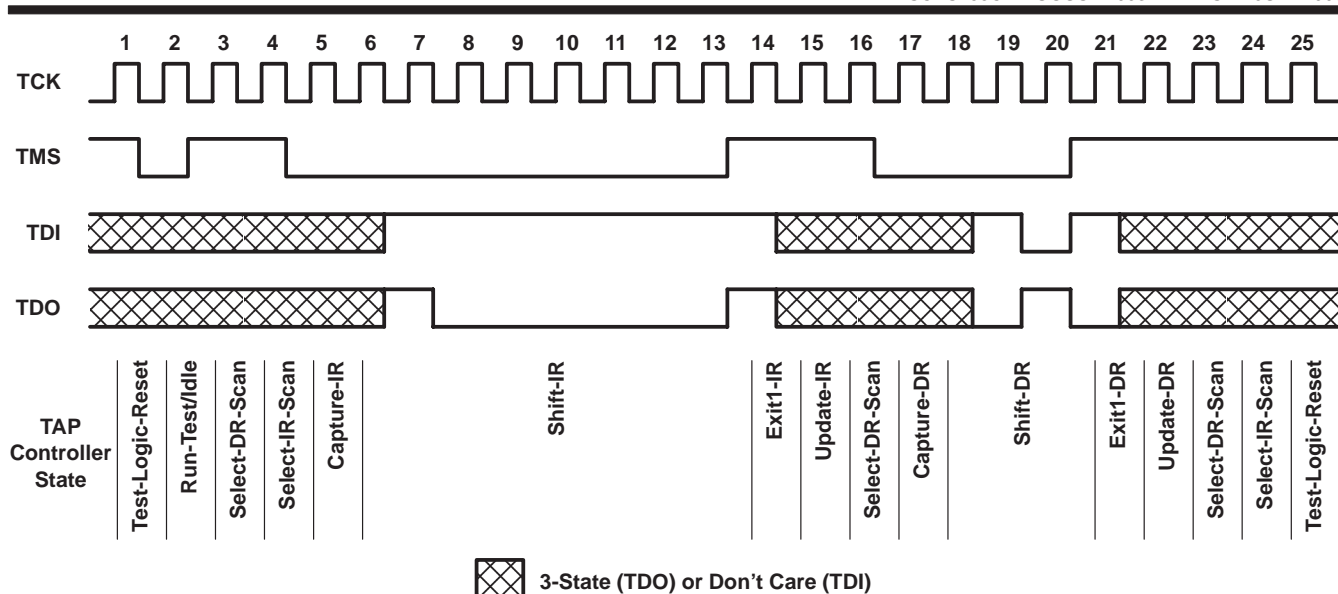 1 2 3 4 5 6 7 8 9 10 11 12 13 14 15 16 17 18 19 20 21 22 23 24 25
TCK
TMS
TDI
TDO
TAP
Controller
State
Test-Logic-Reset
Run-Test/Idle
Select-DR-Scan
Select-IR-Scan
Capture-IR
Shift-IR
Exit1-IR
Update-IR
Select-DR-Scan
Capture-DR
Shift-DR
Exit1-DR
Update-DR
Select-DR-Scan
Select-IR-Scan
Test-Logic-Reset
3-State (TDO) or Don't Care (TDI)